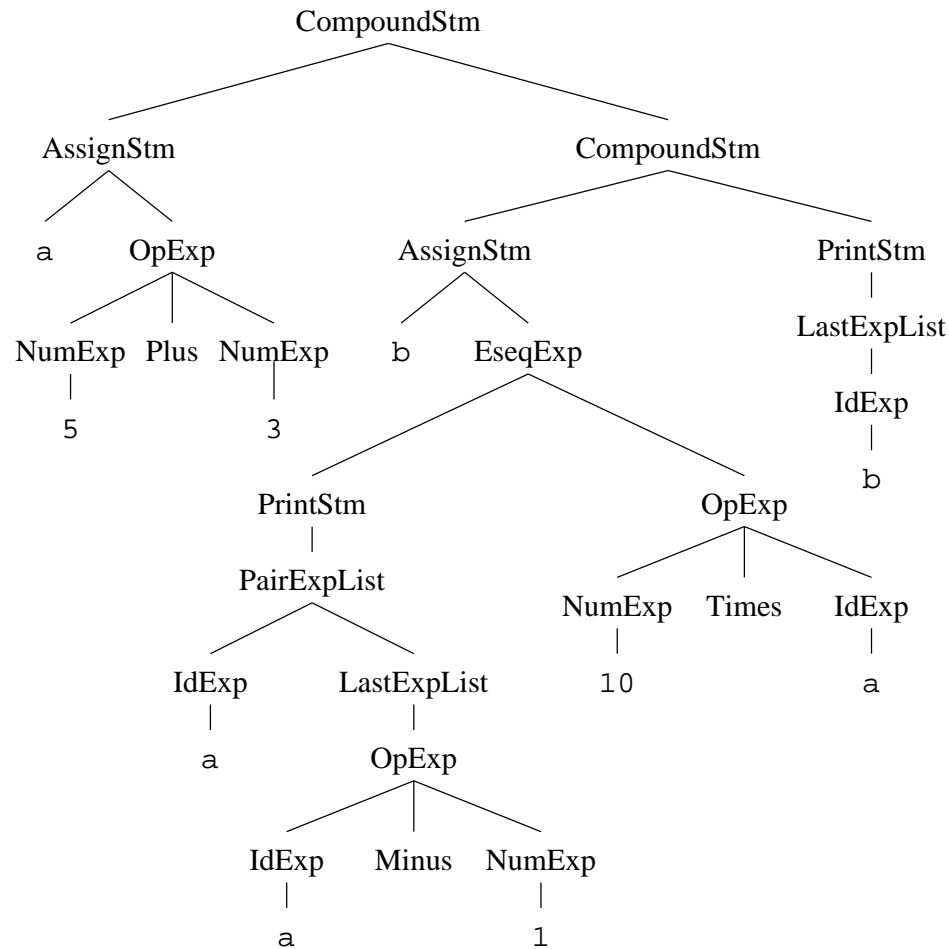 CompoundStm
AssignStm CompoundStm
a OpExp AssignStm PrintStm
NumExp Plus NumExp b EseqExp LastExpList
5 3 IdExp
PrintStm OpExp b
PairExpList NumExp Times IdExp
IdExp LastExpList 10 a
a OpExp
IdExp Minus NumExp
a 1